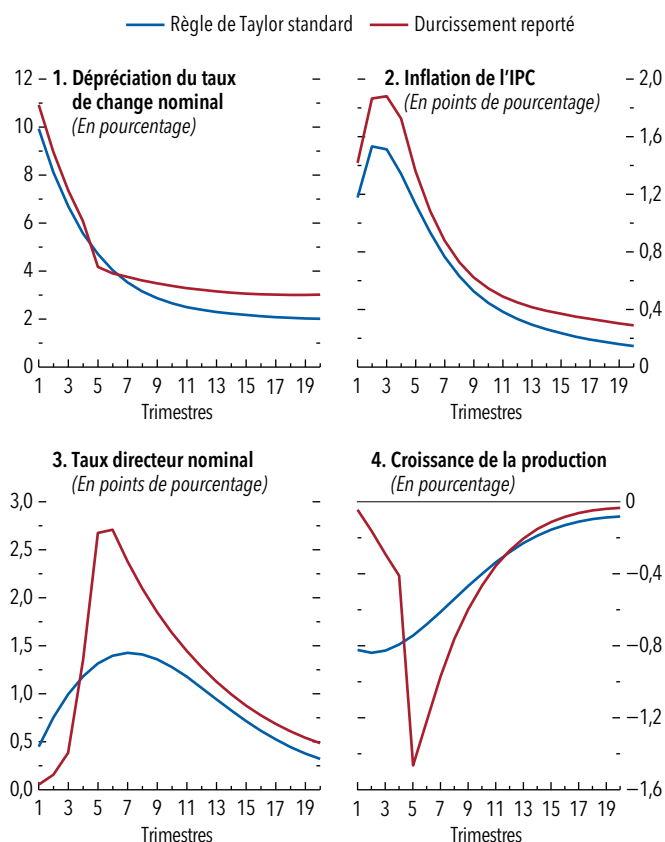 Règle de Taylor standard
Durcissement reporté
1. Dépréciation du taux
de change nominal
(En pourcentage)
12
10
8
6
4
2
0
1 3 5 7 9 11 13 15 17 19
Trimestres
2. Inflation de l’IPC
(En points de pourcentage)
2,0
1,6
1,2
0,8
0,4
0
1 3 5 7 9 11 13 15 17 19
Trimestres
3. Taux directeur nominal
(En points de pourcentage)
3,0
2,5
2,0
1,5
1,0
0,5
0,0
1 3 5 7 9 11 13 15 17 19
Trimestres
4. Croissance de la production
(En pourcentage)
0
–0,4
–0,8
–1,2
–1,6
1 3 5 7 9 11 13 15 17 19
Trimestres